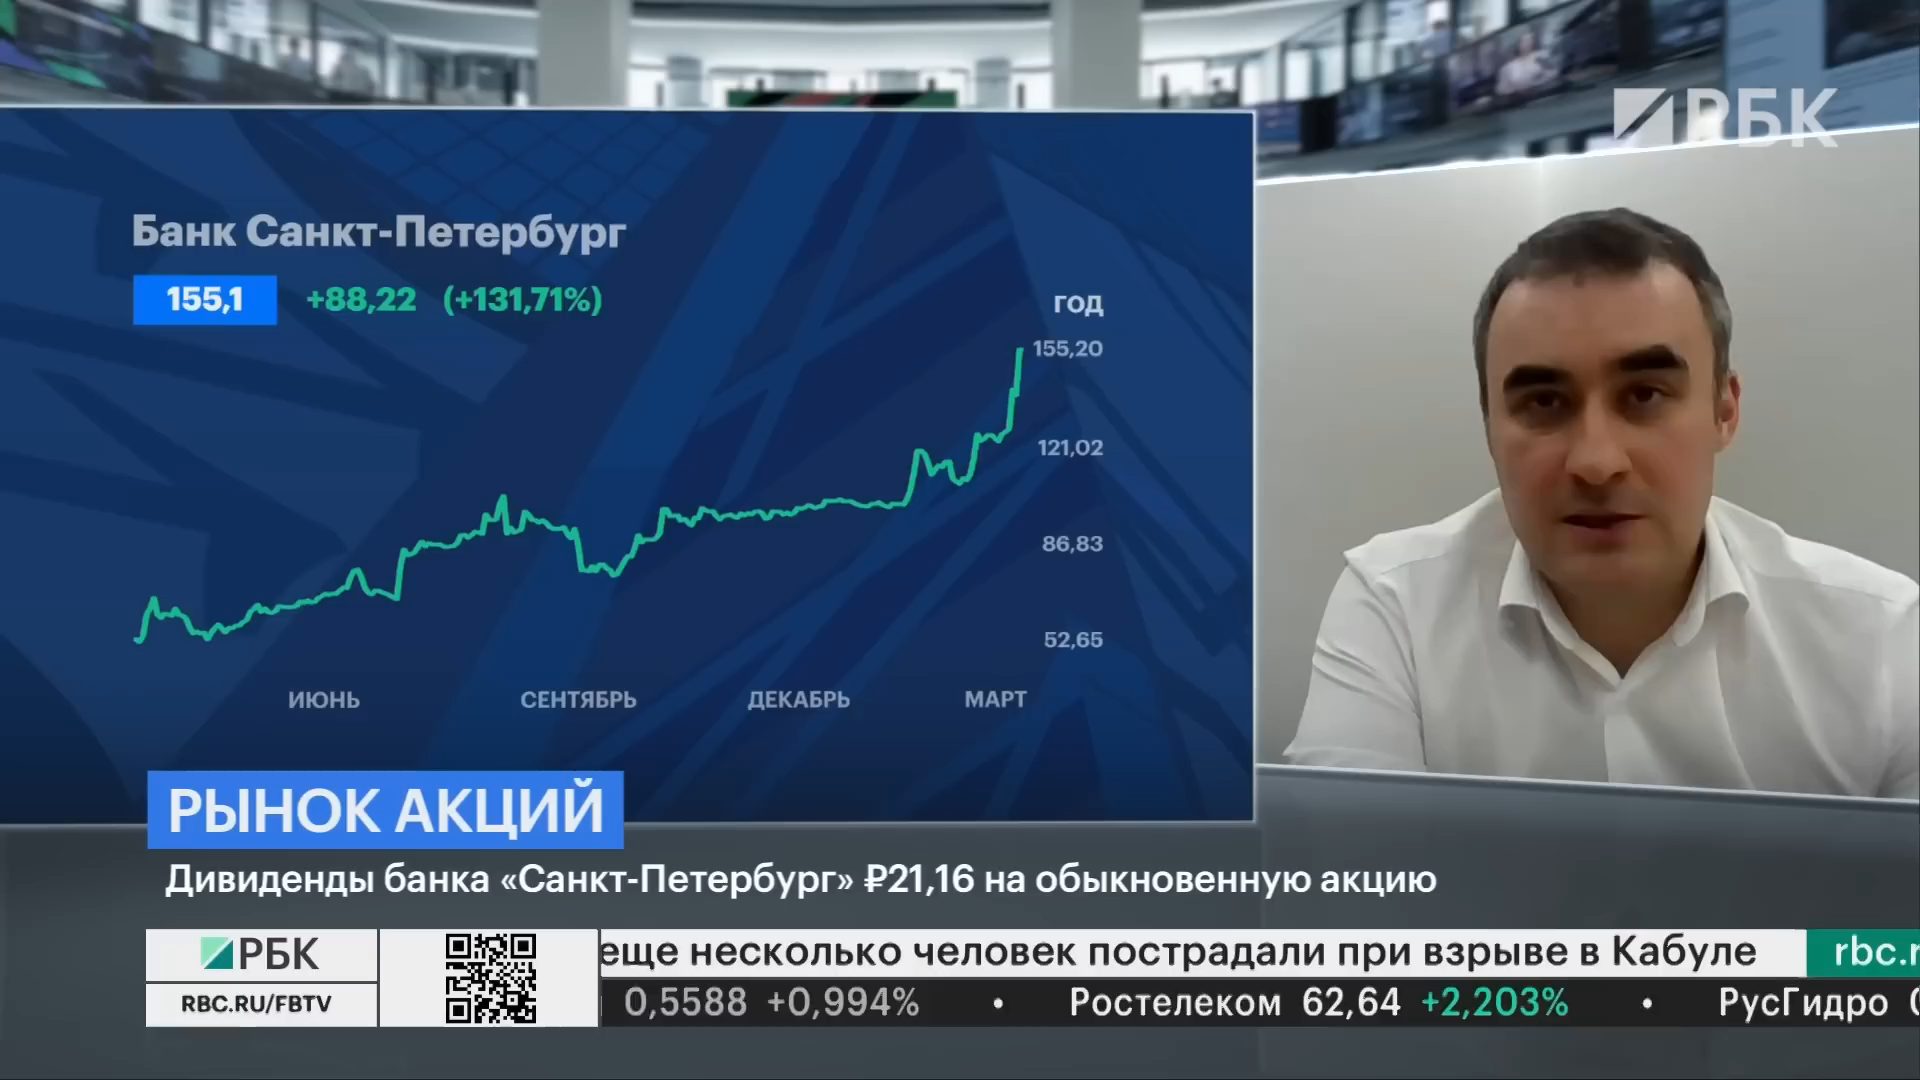 РБК
Банк Санкт-Петербург
155,1 +88,22 (+131,71%)
ГОД
155,20
121,02
86,83
52,65
ИЮНЬ СЕНТЯБРЬ ДЕКАБРЬ МАРТ
РЫНОК АКЦИЙ
Дивиденды банка «Санкт-Петербург» ₽21,16 на обыкновенную акцию
РБК
RBC.RU/FBTV
еще несколько человек пострадали при взрыве в Кабуле
rbc.r
0,5588 +0,994% • Ростелеком 62,64 +2,203% • РусГидро